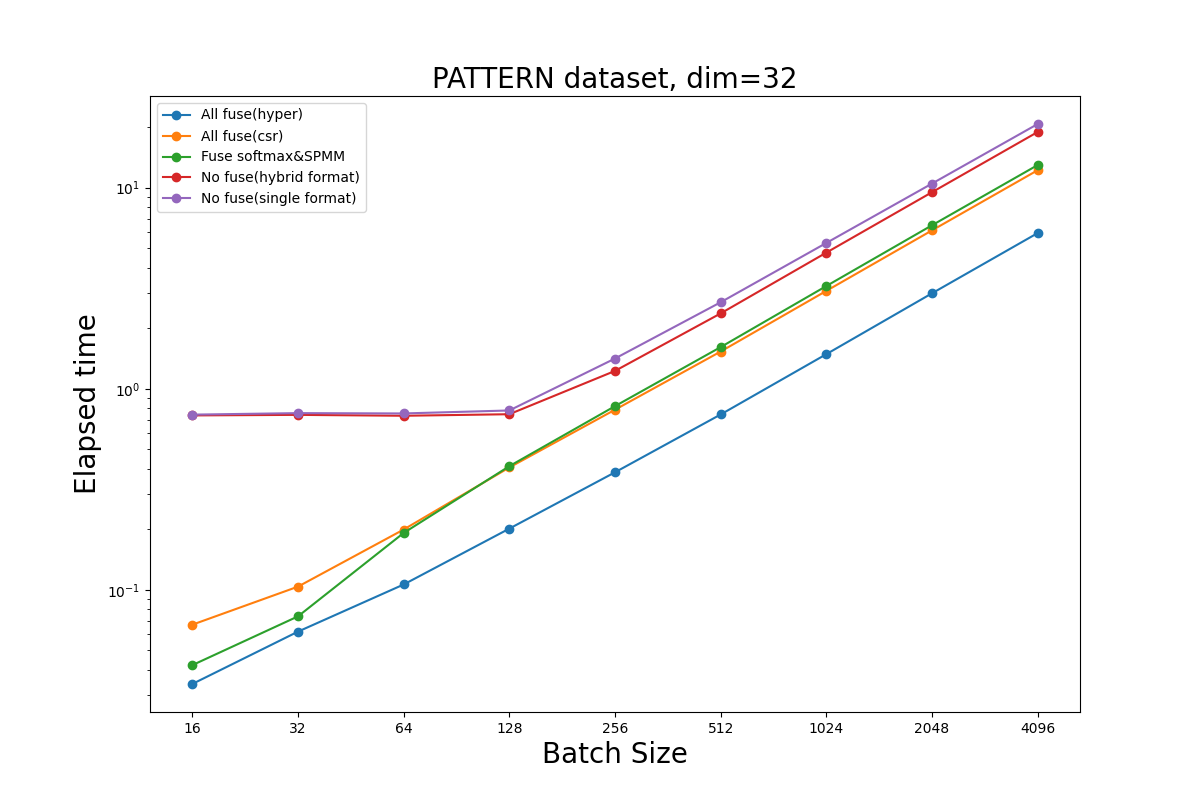 PATTERN dataset, dim=32
All fuse(hyper)
All fuse(csr)
Fuse softmax&SPMM
No fuse(hybrid format)
No fuse(single format)
Elapsed time
10¹
10⁰
10⁻¹
16 32 64 128 256 512 1024 2048 4096
Batch Size